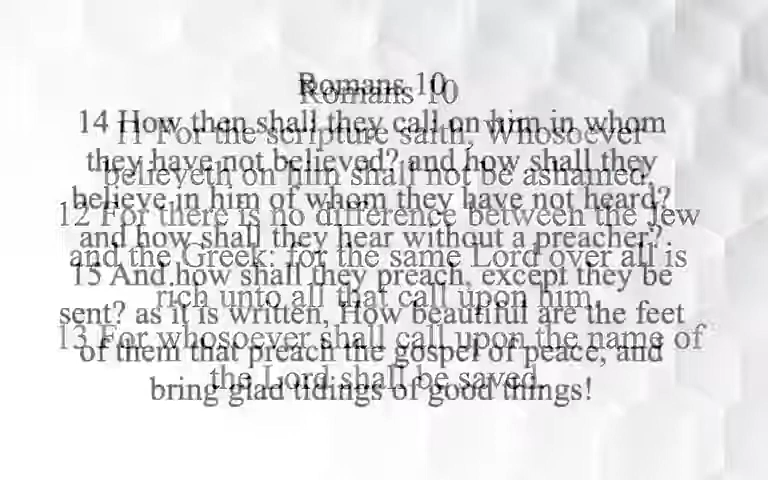 Romans 10
11 For the scripture saith, Whosoever
believeth on him shall not be ashamed.
12 For there is no difference between the Jew
and the Greek: for the same Lord over all is
rich unto all that call upon him.
13 For whosoever shall call upon the name of
the Lord shall be saved.
Romans 10
14 How then shall they call on him in whom
they have not believed? and how shall they
believe in him of whom they have not heard?
and how shall they hear without a preacher?
15 And how shall they preach, except they be
sent? as it is written, How beautiful are the feet
of them that preach the gospel of peace, and
bring glad tidings of good things!